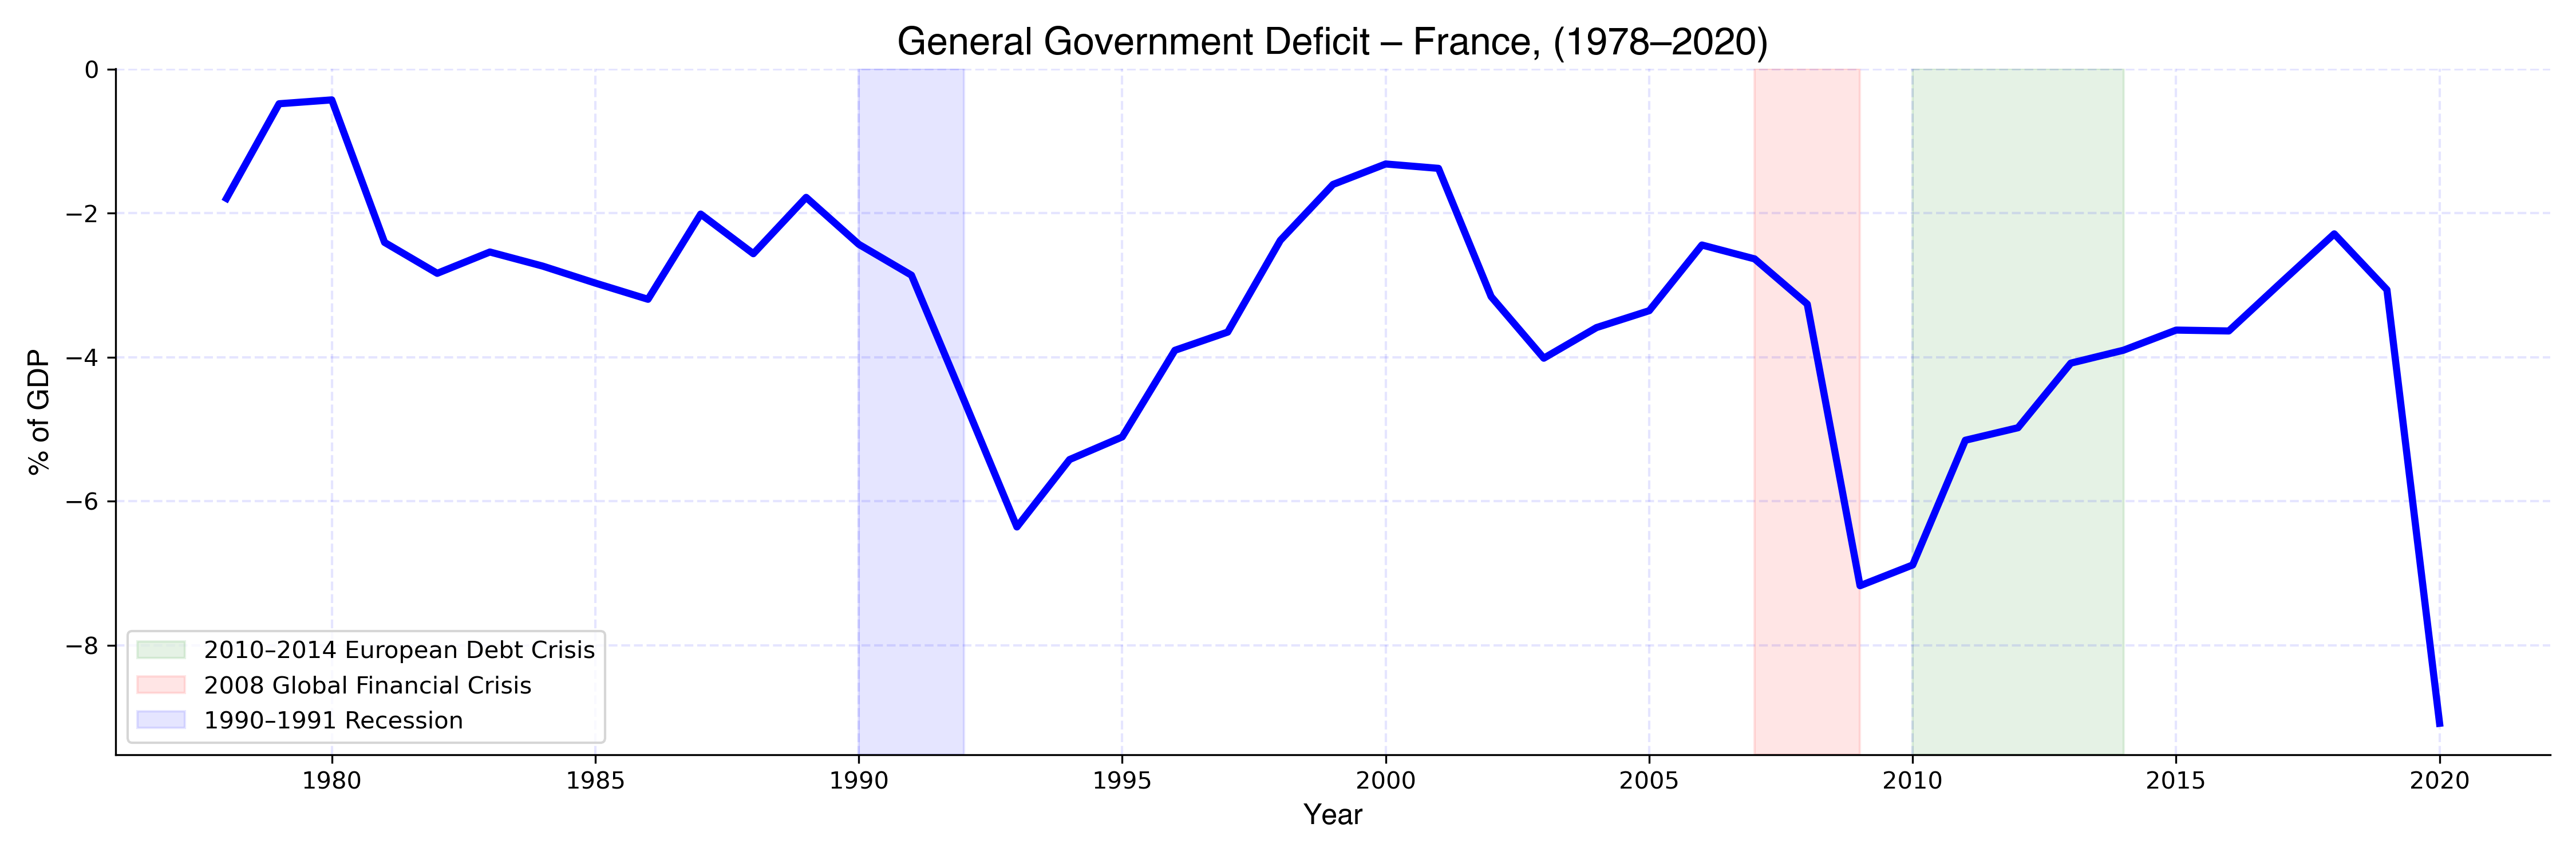 General Government Deficit – France, (1978–2020)
0
−2
−4
−6
−8
% of GDP
2010–2014 European Debt Crisis
2008 Global Financial Crisis
1990–1991 Recession
1980 1985 1990 1995 2000 2005 2010 2015 2020
Year